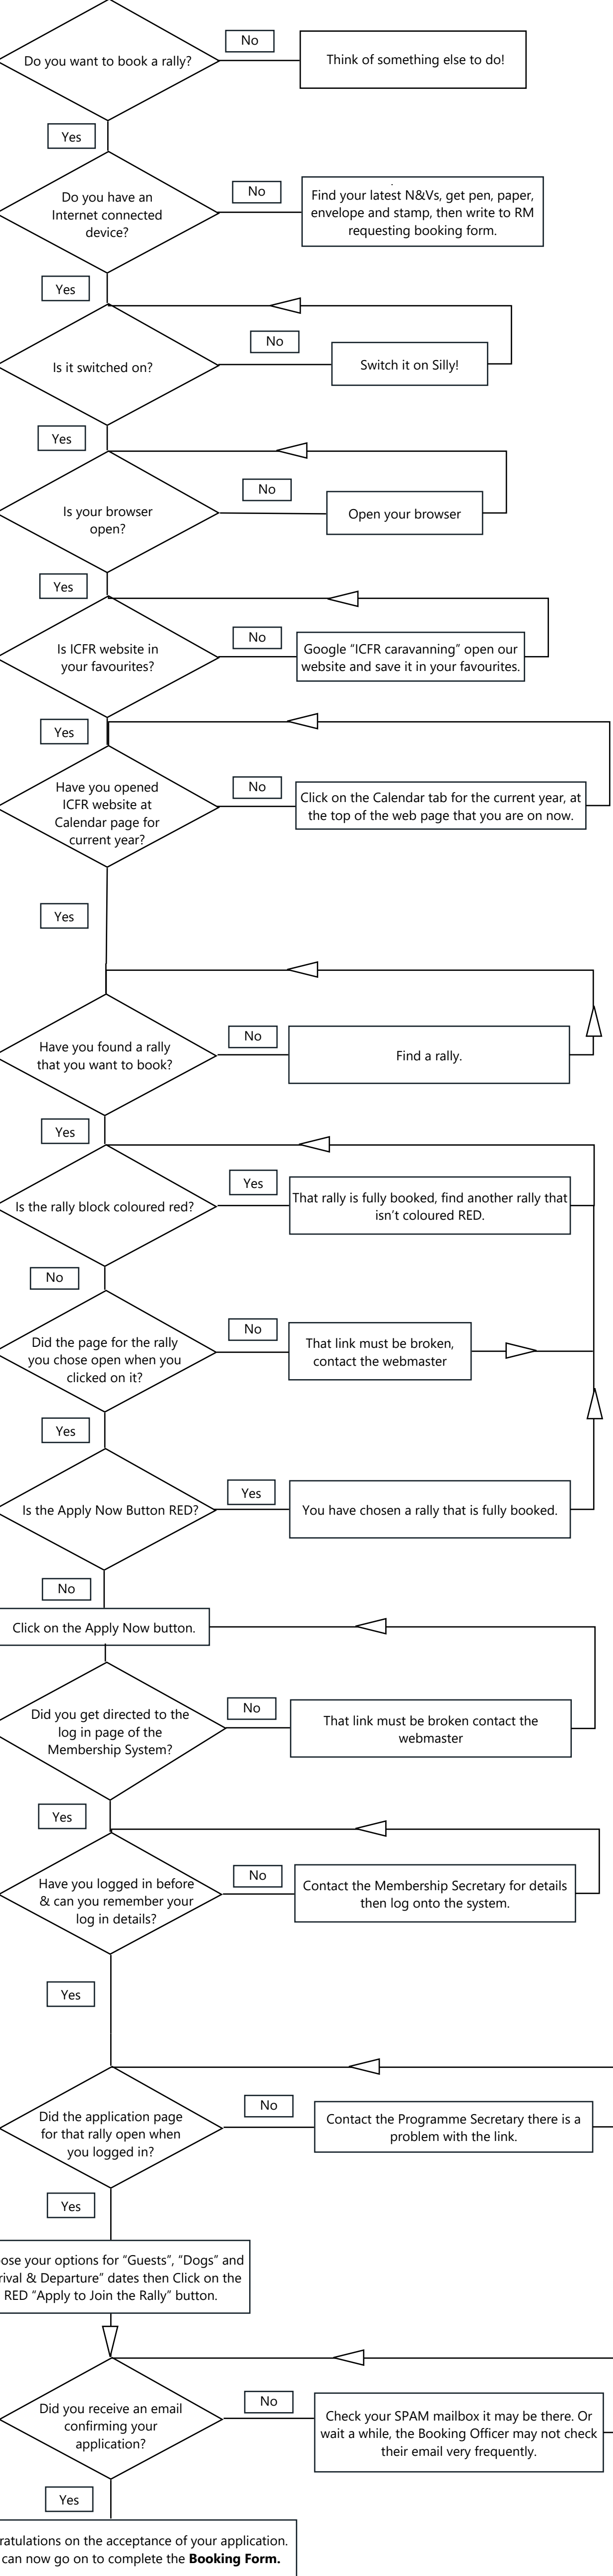 No
Do you want to book a rally?
Think of something else to do!
Yes
No
Do you have an
Internet connected
device?
Find your latest N&Vs, get pen, paper,
envelope and stamp, then write to RM
requesting booking form.
Yes
No
Is it switched on?
Switch it on Silly!
Yes
No
Is your browser
open?
Open your browser
Yes
No
Is ICFR website in
your favourites?
Google “ICFR caravanning” open our
website and save it in your favourites.
Yes
No
Have you opened
ICFR website at
Calendar page for
current year?
Click on the Calendar tab for the current year, at
the top of the web page that you are on now.
Yes
No
Have you found a rally
that you want to book?
Find a rally.
Yes
Yes
Is the rally block coloured red?
That rally is fully booked, find another rally that
isn’t coloured RED.
No
No
Did the page for the rally
you chose open when you
clicked on it?
That link must be broken,
contact the webmaster
Yes
Yes
Is the Apply Now Button RED?
You have chosen a rally that is fully booked.
No
Click on the Apply Now button.
No
Did you get directed to the
log in page of the
Membership System?
That link must be broken contact the
webmaster
Yes
No
Have you logged in before
& can you remember your
log in details?
Contact the Membership Secretary for details
then log onto the system.
Yes
No
Did the application page
for that rally open when
you logged in?
Contact the Programme Secretary there is a
problem with the link.
Yes
ose your options for “Guests”, “Dogs” and
rival & Departure” dates then Click on the
RED “Apply to Join the Rally” button.
No
Did you receive an email
confirming your
application?
Check your SPAM mailbox it may be there. Or
wait a while, the Booking Officer may not check
their email very frequently.
Yes
ratulations on the acceptance of your application.
can now go on to complete the Booking Form.